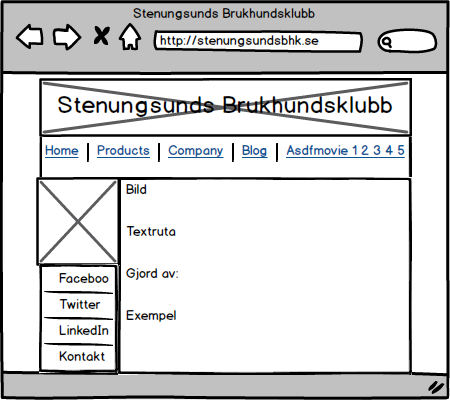 Stenungsunds Brukhundsklubb
http://stenungsundsbhk.se
Stenungsunds Brukhundsklubb
Home Products Company Blog Asdfmovie 1 2 3 4 5
Bild
Textruta
Gjord av:
Exempel
Faceboo
Twitter
LinkedIn
Kontakt